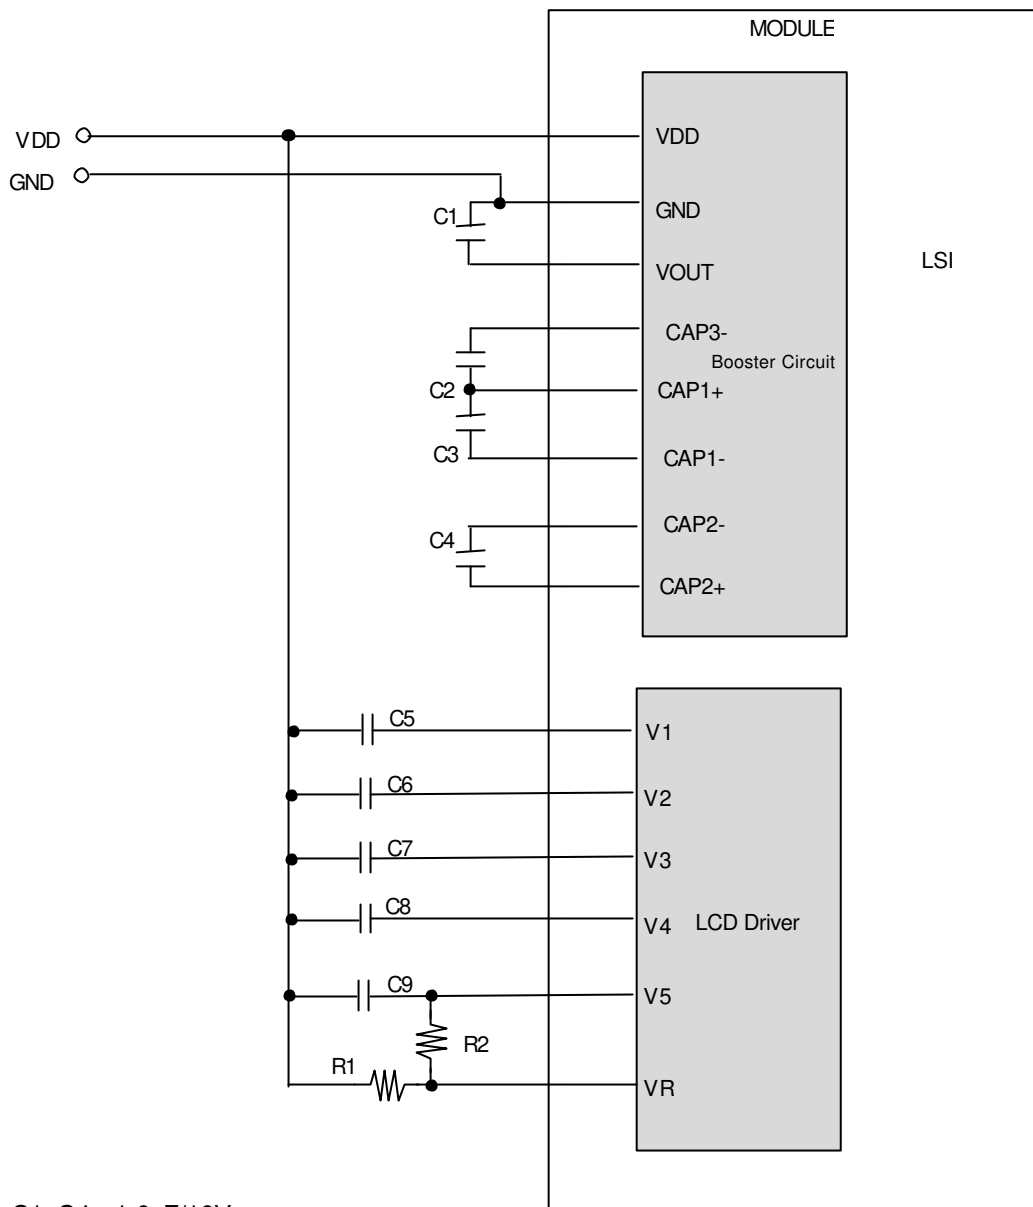 MODULE
VDD
VDD
GND
C1
GND
LSI
VOUT
CAP3-
Booster Circuit
C2
CAP1+
C3
CAP1-
C4
CAP2-
CAP2+
C5
V1
C6
V2
C7
V3
C8
V4
LCD Driver
C9
V5
R2
R1
VR